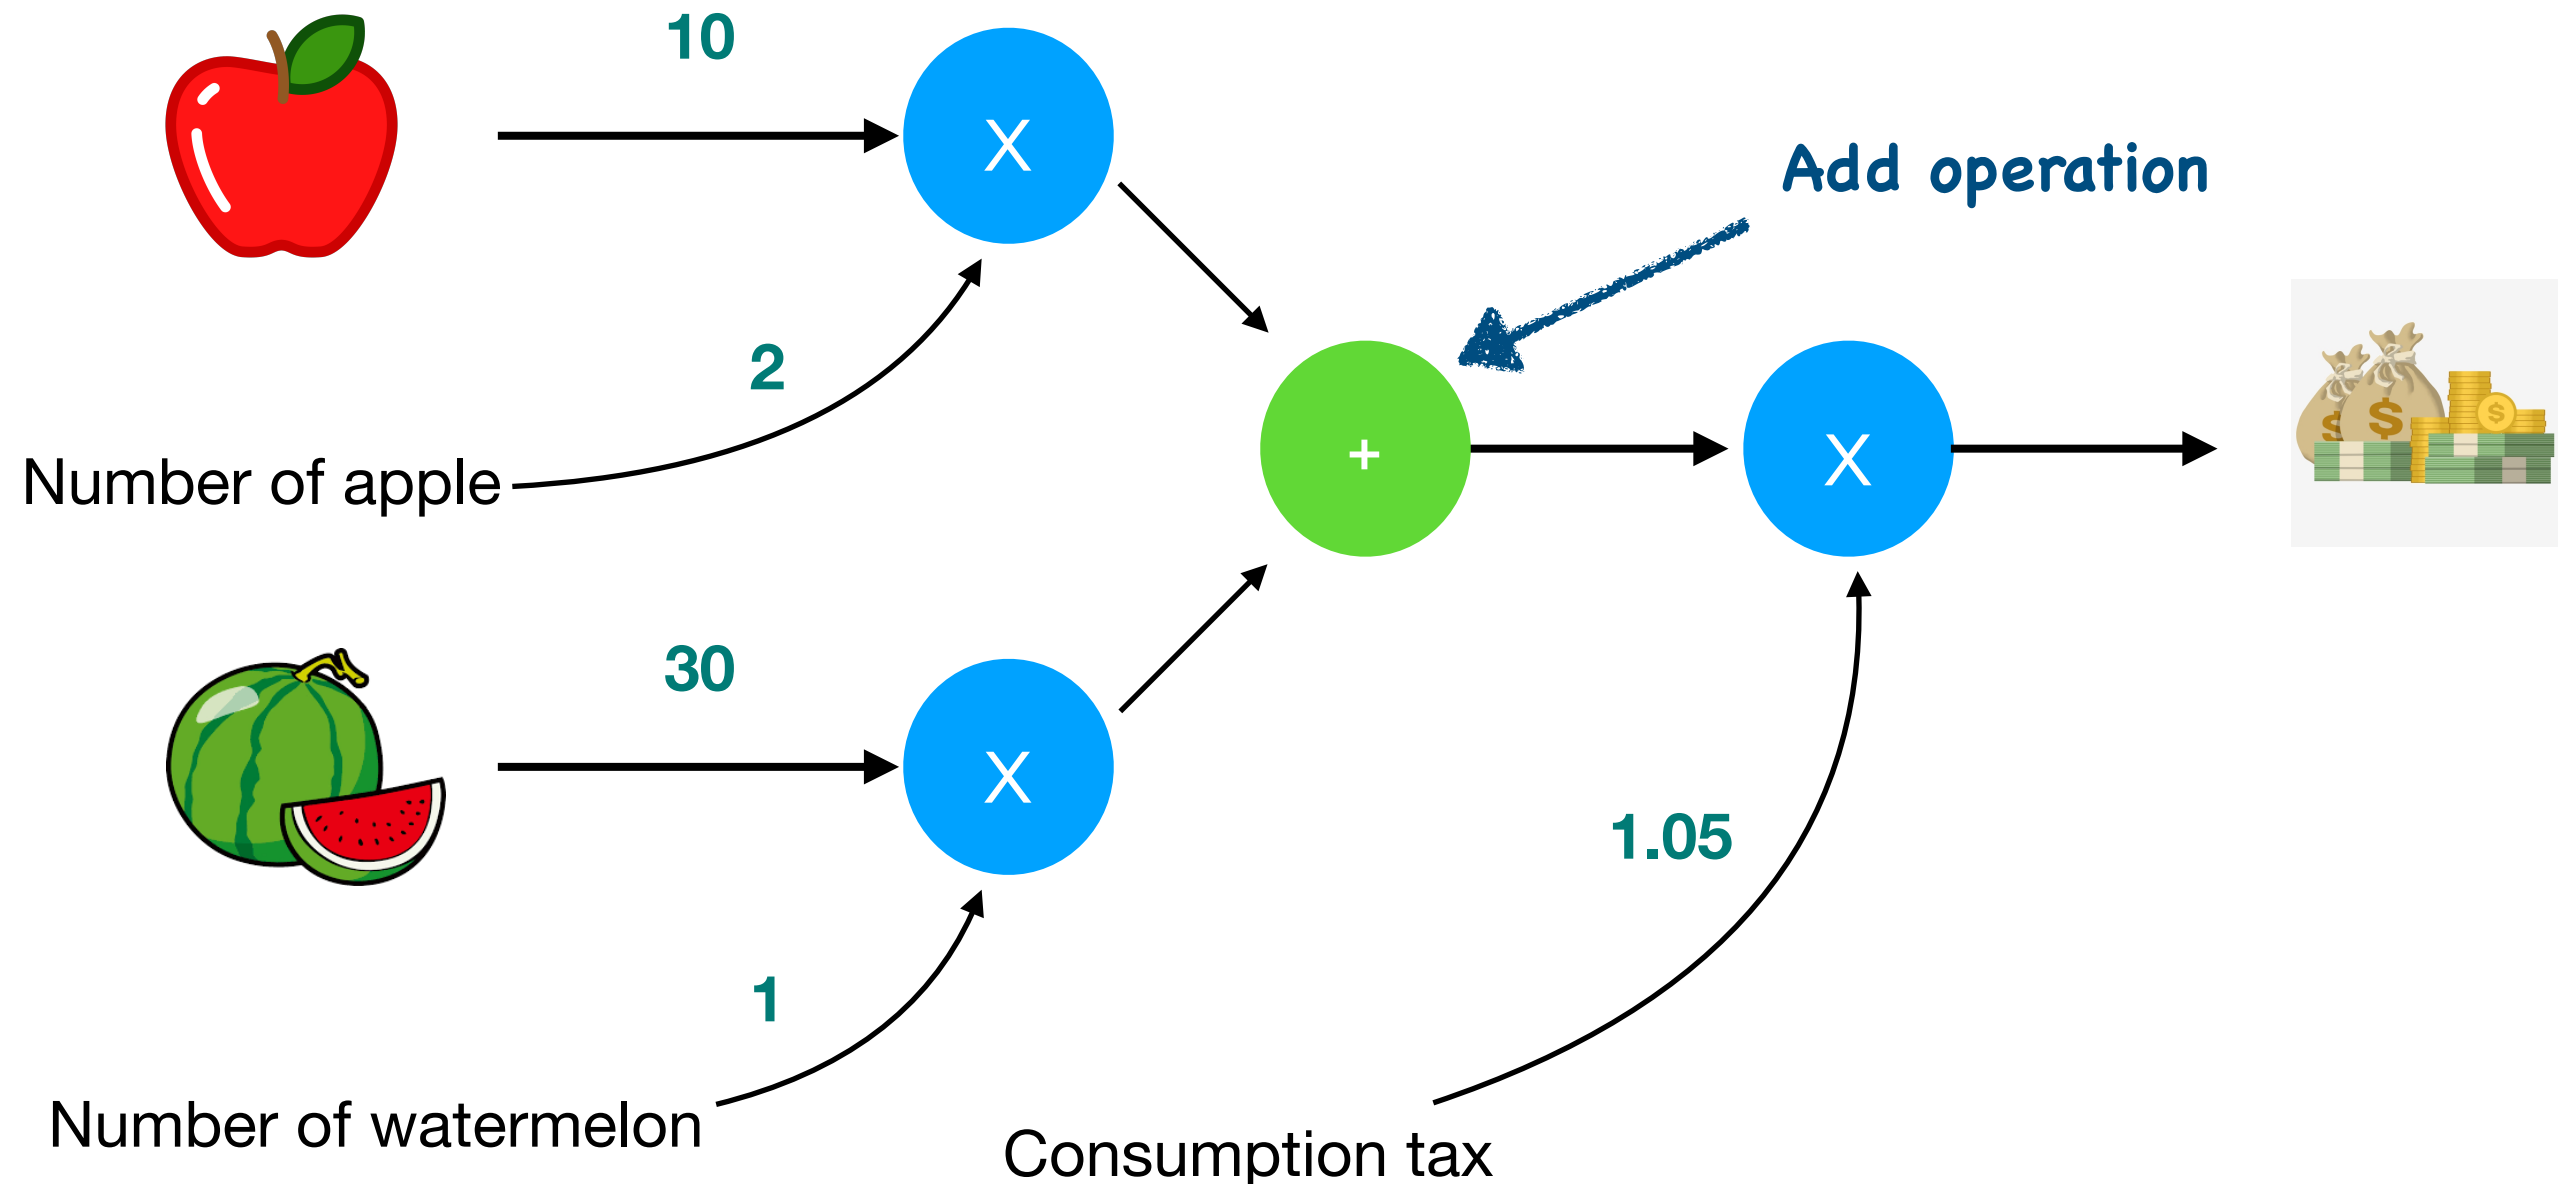 10
X
Add operation
2
Number of apple
+
X
$
$
$
30
X
1.05
1
Number of watermelon
Consumption tax